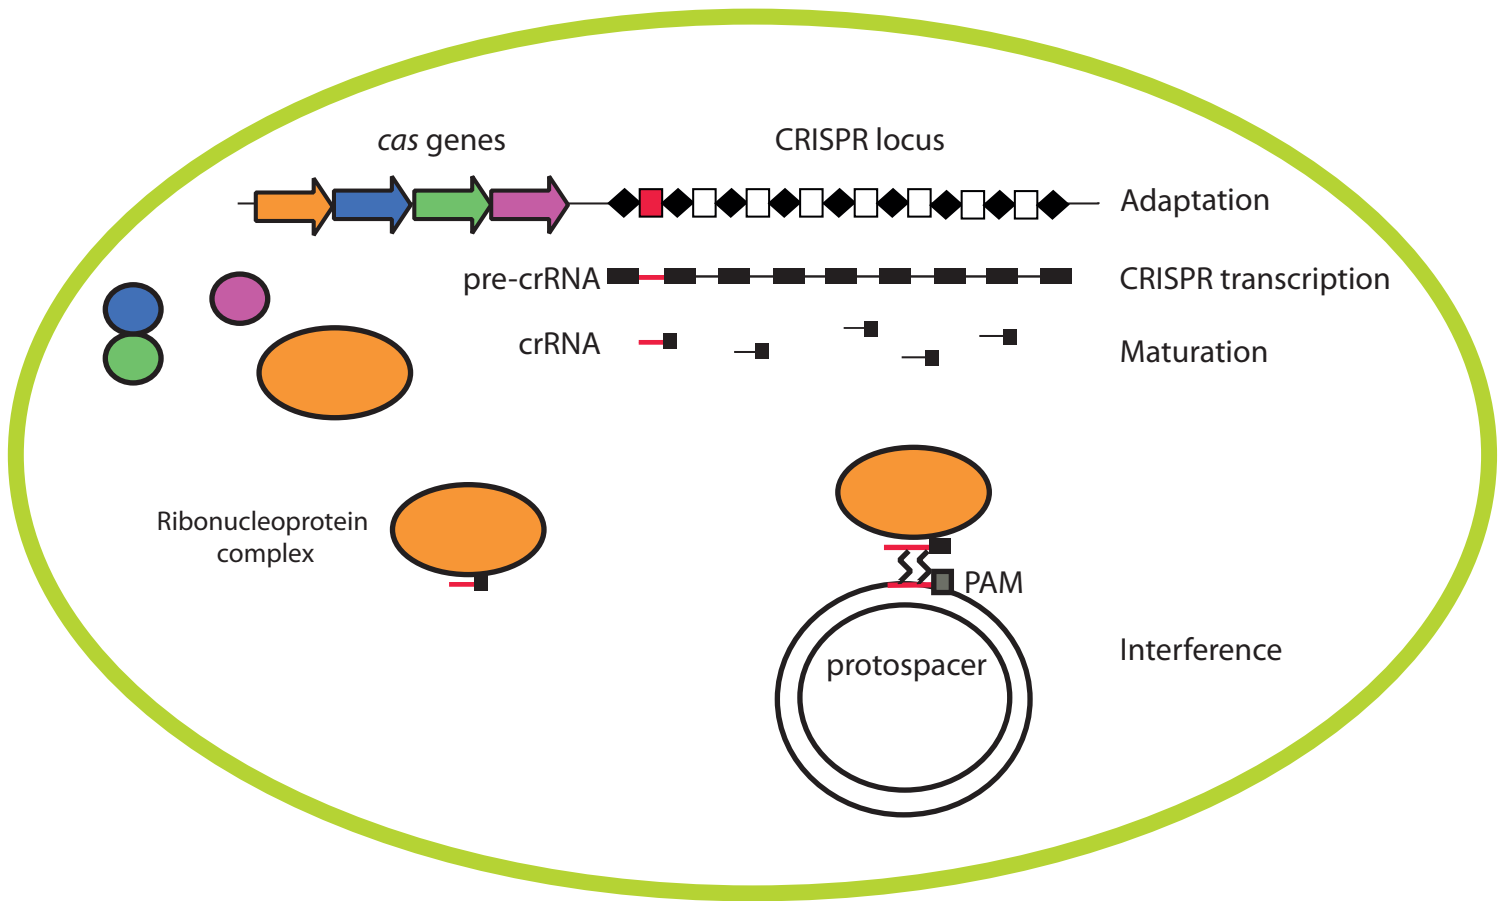 cas genes
CRISPR locus
Adaptation
pre-crRNA
CRISPR transcription
crRNA
Maturation
Ribonucleoprotein
complex
PAM
protospacer
Interference